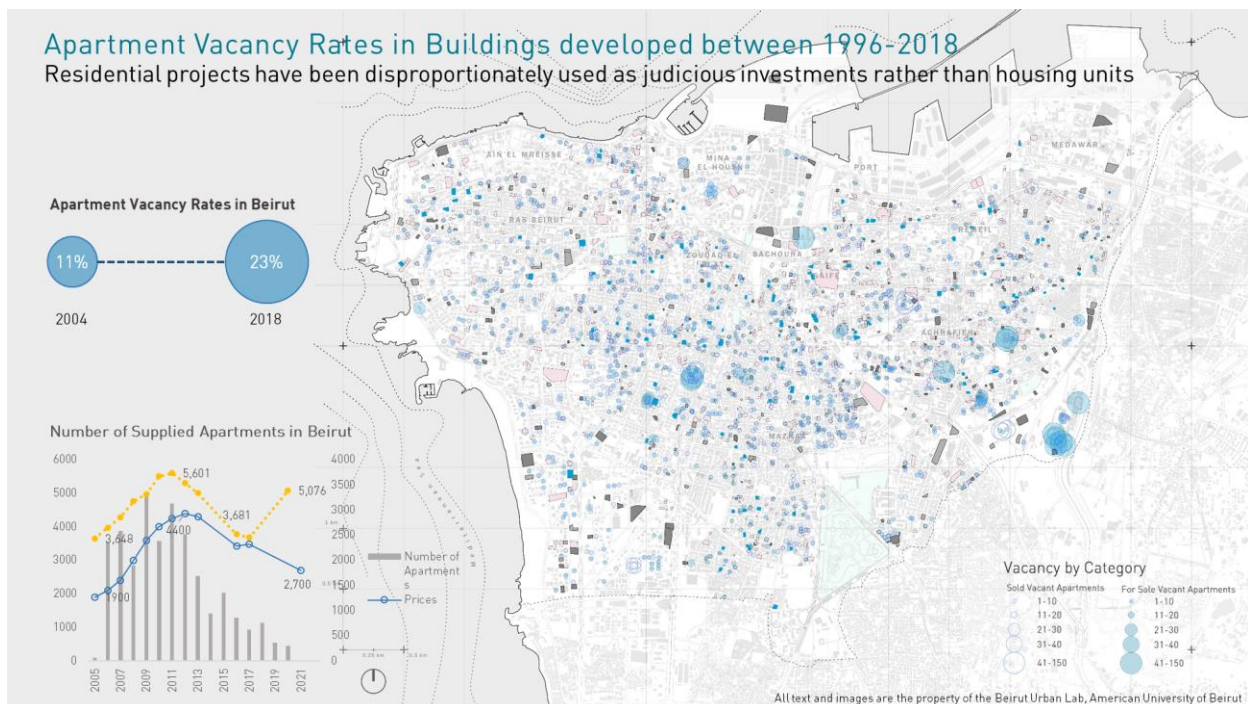 Apartment Vacancy Rates in Buildings developed between 1996-2018
Residential projects have been disproportionately used as judicious investments rather than housing units
Apartment Vacancy Rates in Beirut
11%
23%
2004
2018
Number of Supplied Apartments in Beirut
6000
5000
4000
3000
2000
1000
0
4000
3500
3000
2500
2000
1500
1000
500
0
5,601
5,076
3,681
3,648
4400
1900
2,700
2005
2007
2009
2011
2013
2015
2017
2019
2021
Number of
Apartment
s
Prices
AIN EL MREISSE
MINA
EL-HOUSN
PORT
MEDAWAR
RAS BEIRUT
REMEIL
ZOUQAQ EL
BACHOURA
SAIFI
ACHRAFIEH
MAZRAA
Vacancy by Category
Sold Vacant Apartments
1-10
11-20
21-30
31-40
41-150
For Sale Vacant Apartments
1-10
11-20
21-30
31-40
41-150
All text and images are the property of the Beirut Urban Lab, American University of Beirut